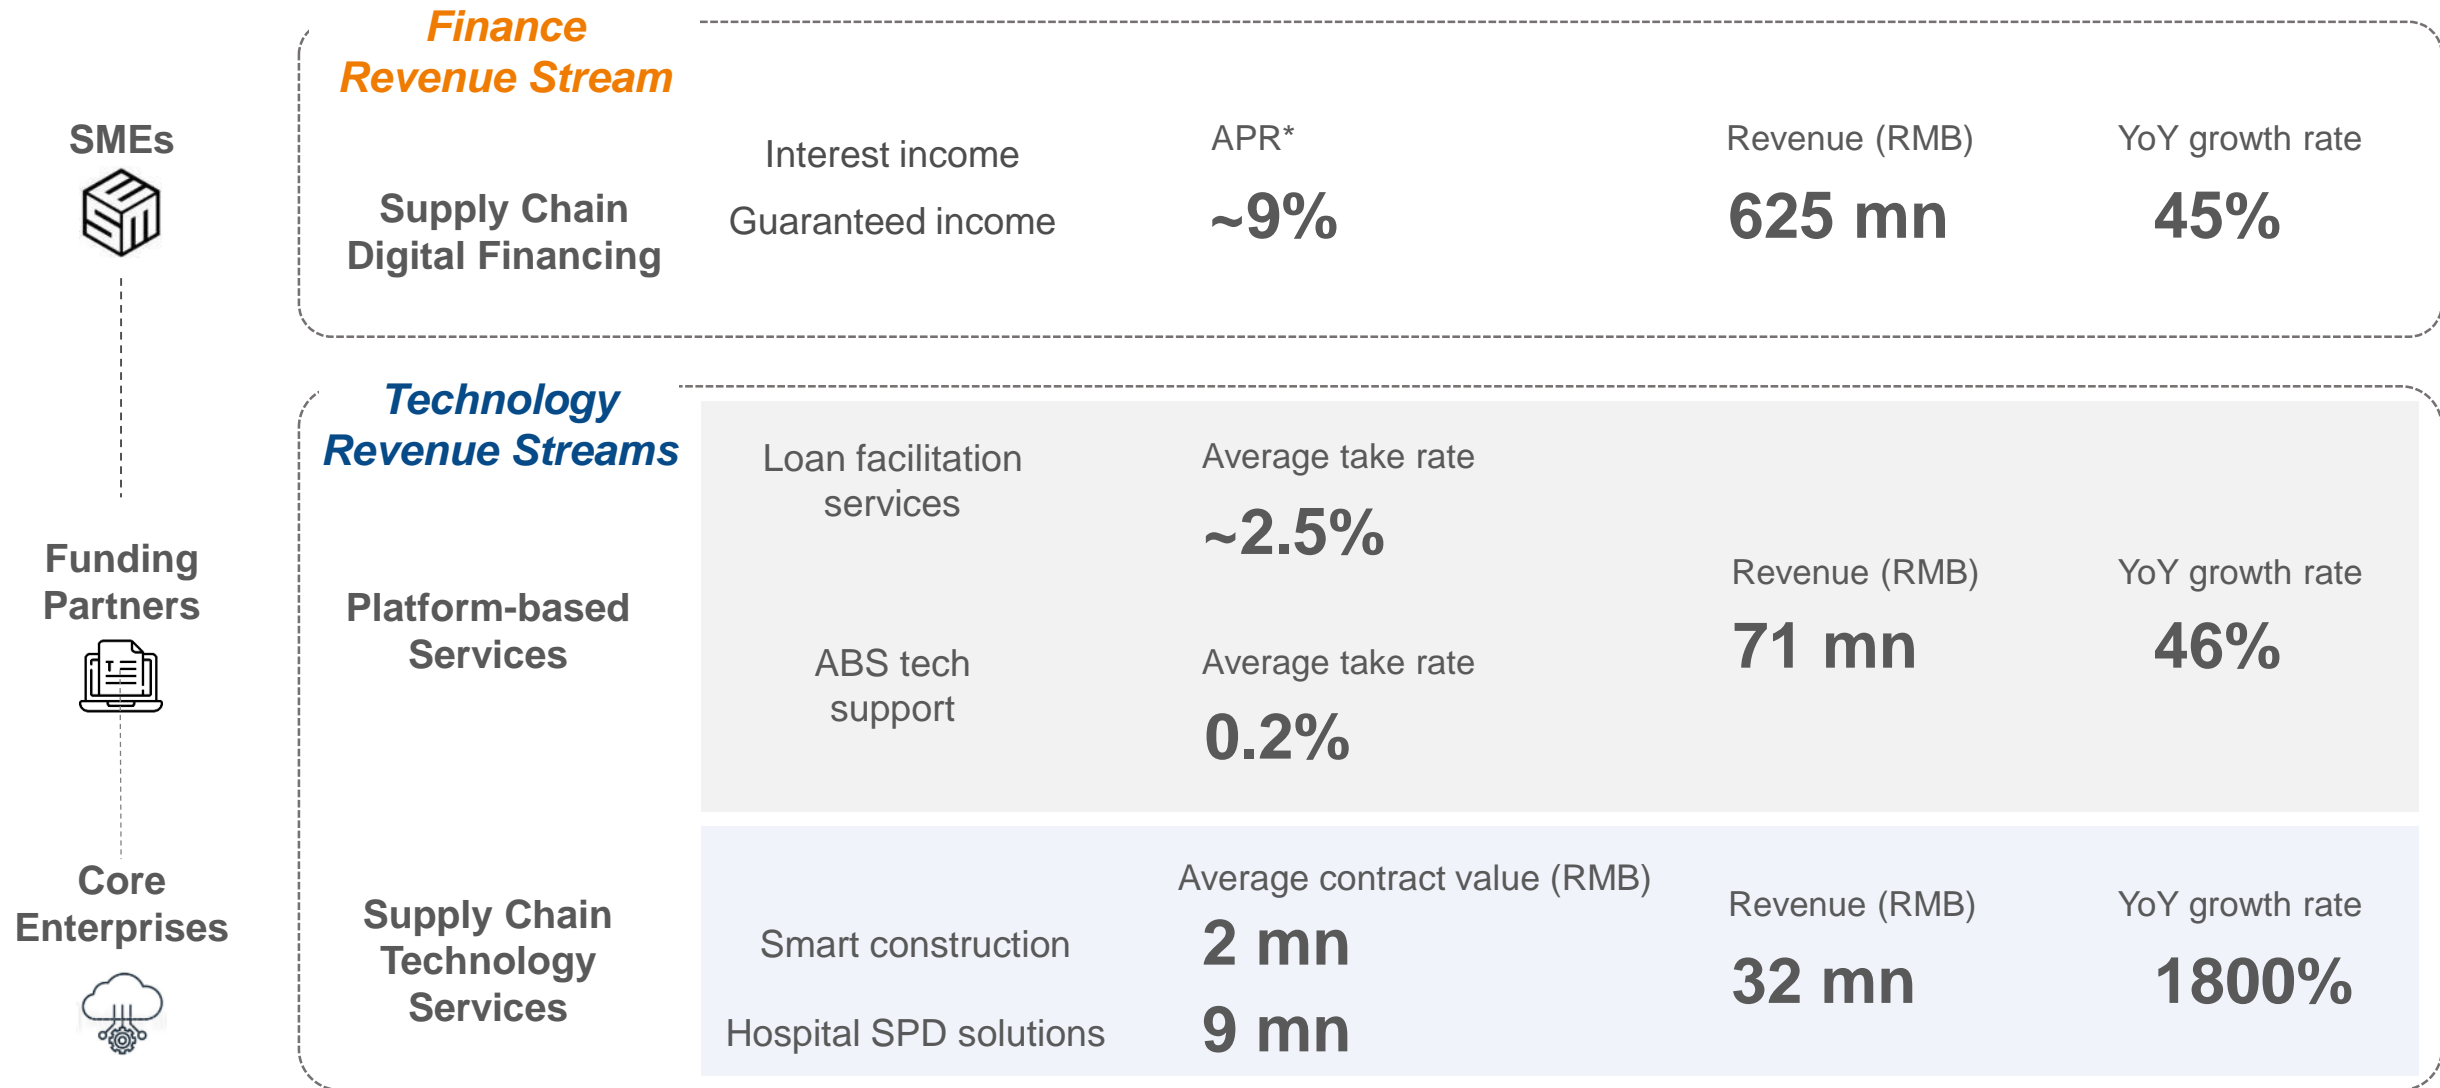 Finance
Revenue Stream
SMEs
Supply Chain
Digital Financing
Interest income
Guaranteed income
APR*
~9%
Revenue (RMB)
625 mn
YoY growth rate
45%
Technology
Revenue Streams
Funding
Partners
Platform-based
Services
Loan facilitation
services
Average take rate
~2.5%
ABS tech
support
Average take rate
0.2%
Revenue (RMB)
71 mn
YoY growth rate
46%
Core
Enterprises
Supply Chain
Technology
Services
Average contract value (RMB)
Smart construction
2 mn
Hospital SPD solutions
9 mn
Revenue (RMB)
32 mn
YoY growth rate
1800%